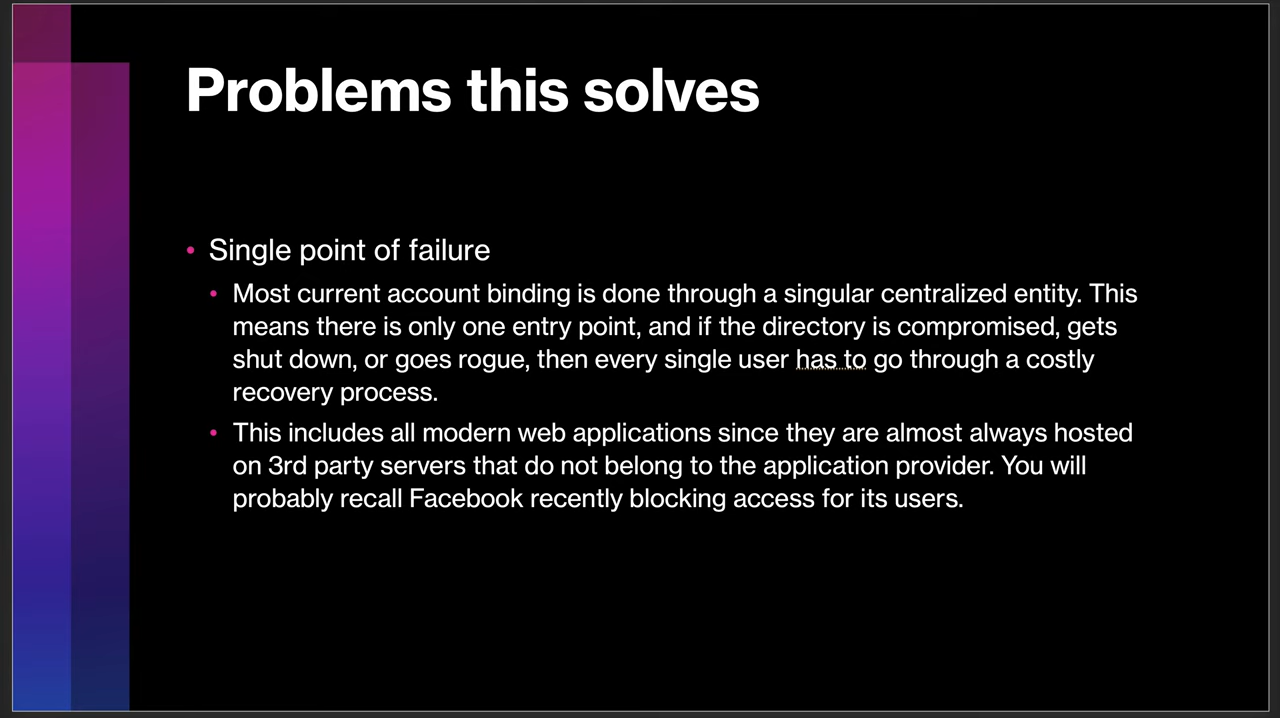 Problems this solves
• Single point of failure
• Most current account binding is done through a singular centralized entity. This
means there is only one entry point, and if the directory is compromised, gets
shut down, or goes rogue, then every single user has to go through a costly
recovery process.
• This includes all modern web applications since they are almost always hosted
on 3rd party servers that do not belong to the application provider. You will
probably recall Facebook recently blocking access for its users.